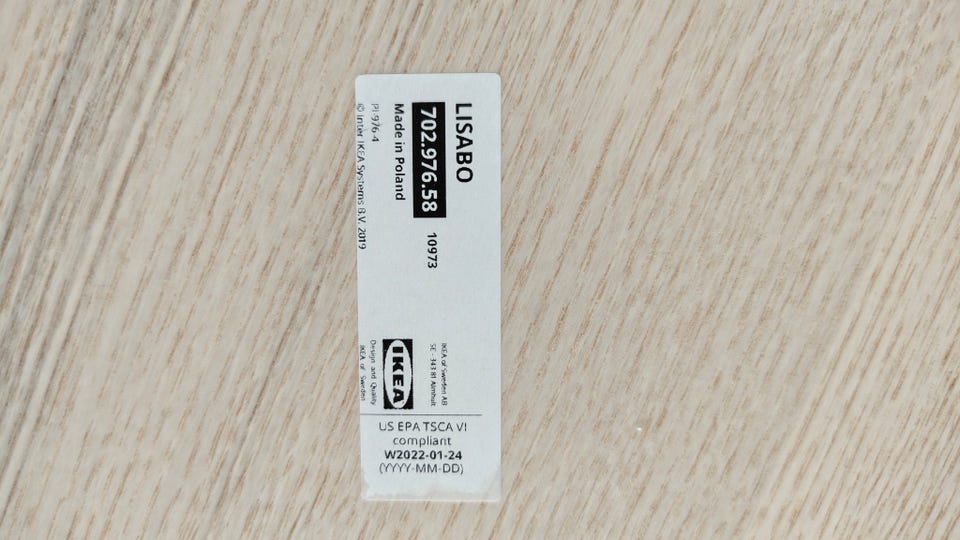 LISABO
702.976.58 10973
Made in Poland
PI-976-4
© Inter IKEA Systems B.V. 2019
IKEA of Sweden AB
SE - 343 81 Älmhult
IKEA
Design and Quality
IKEA of Sweden
US EPA TSCA VI
compliant
W2022-01-24
(YYYY-MM-DD)